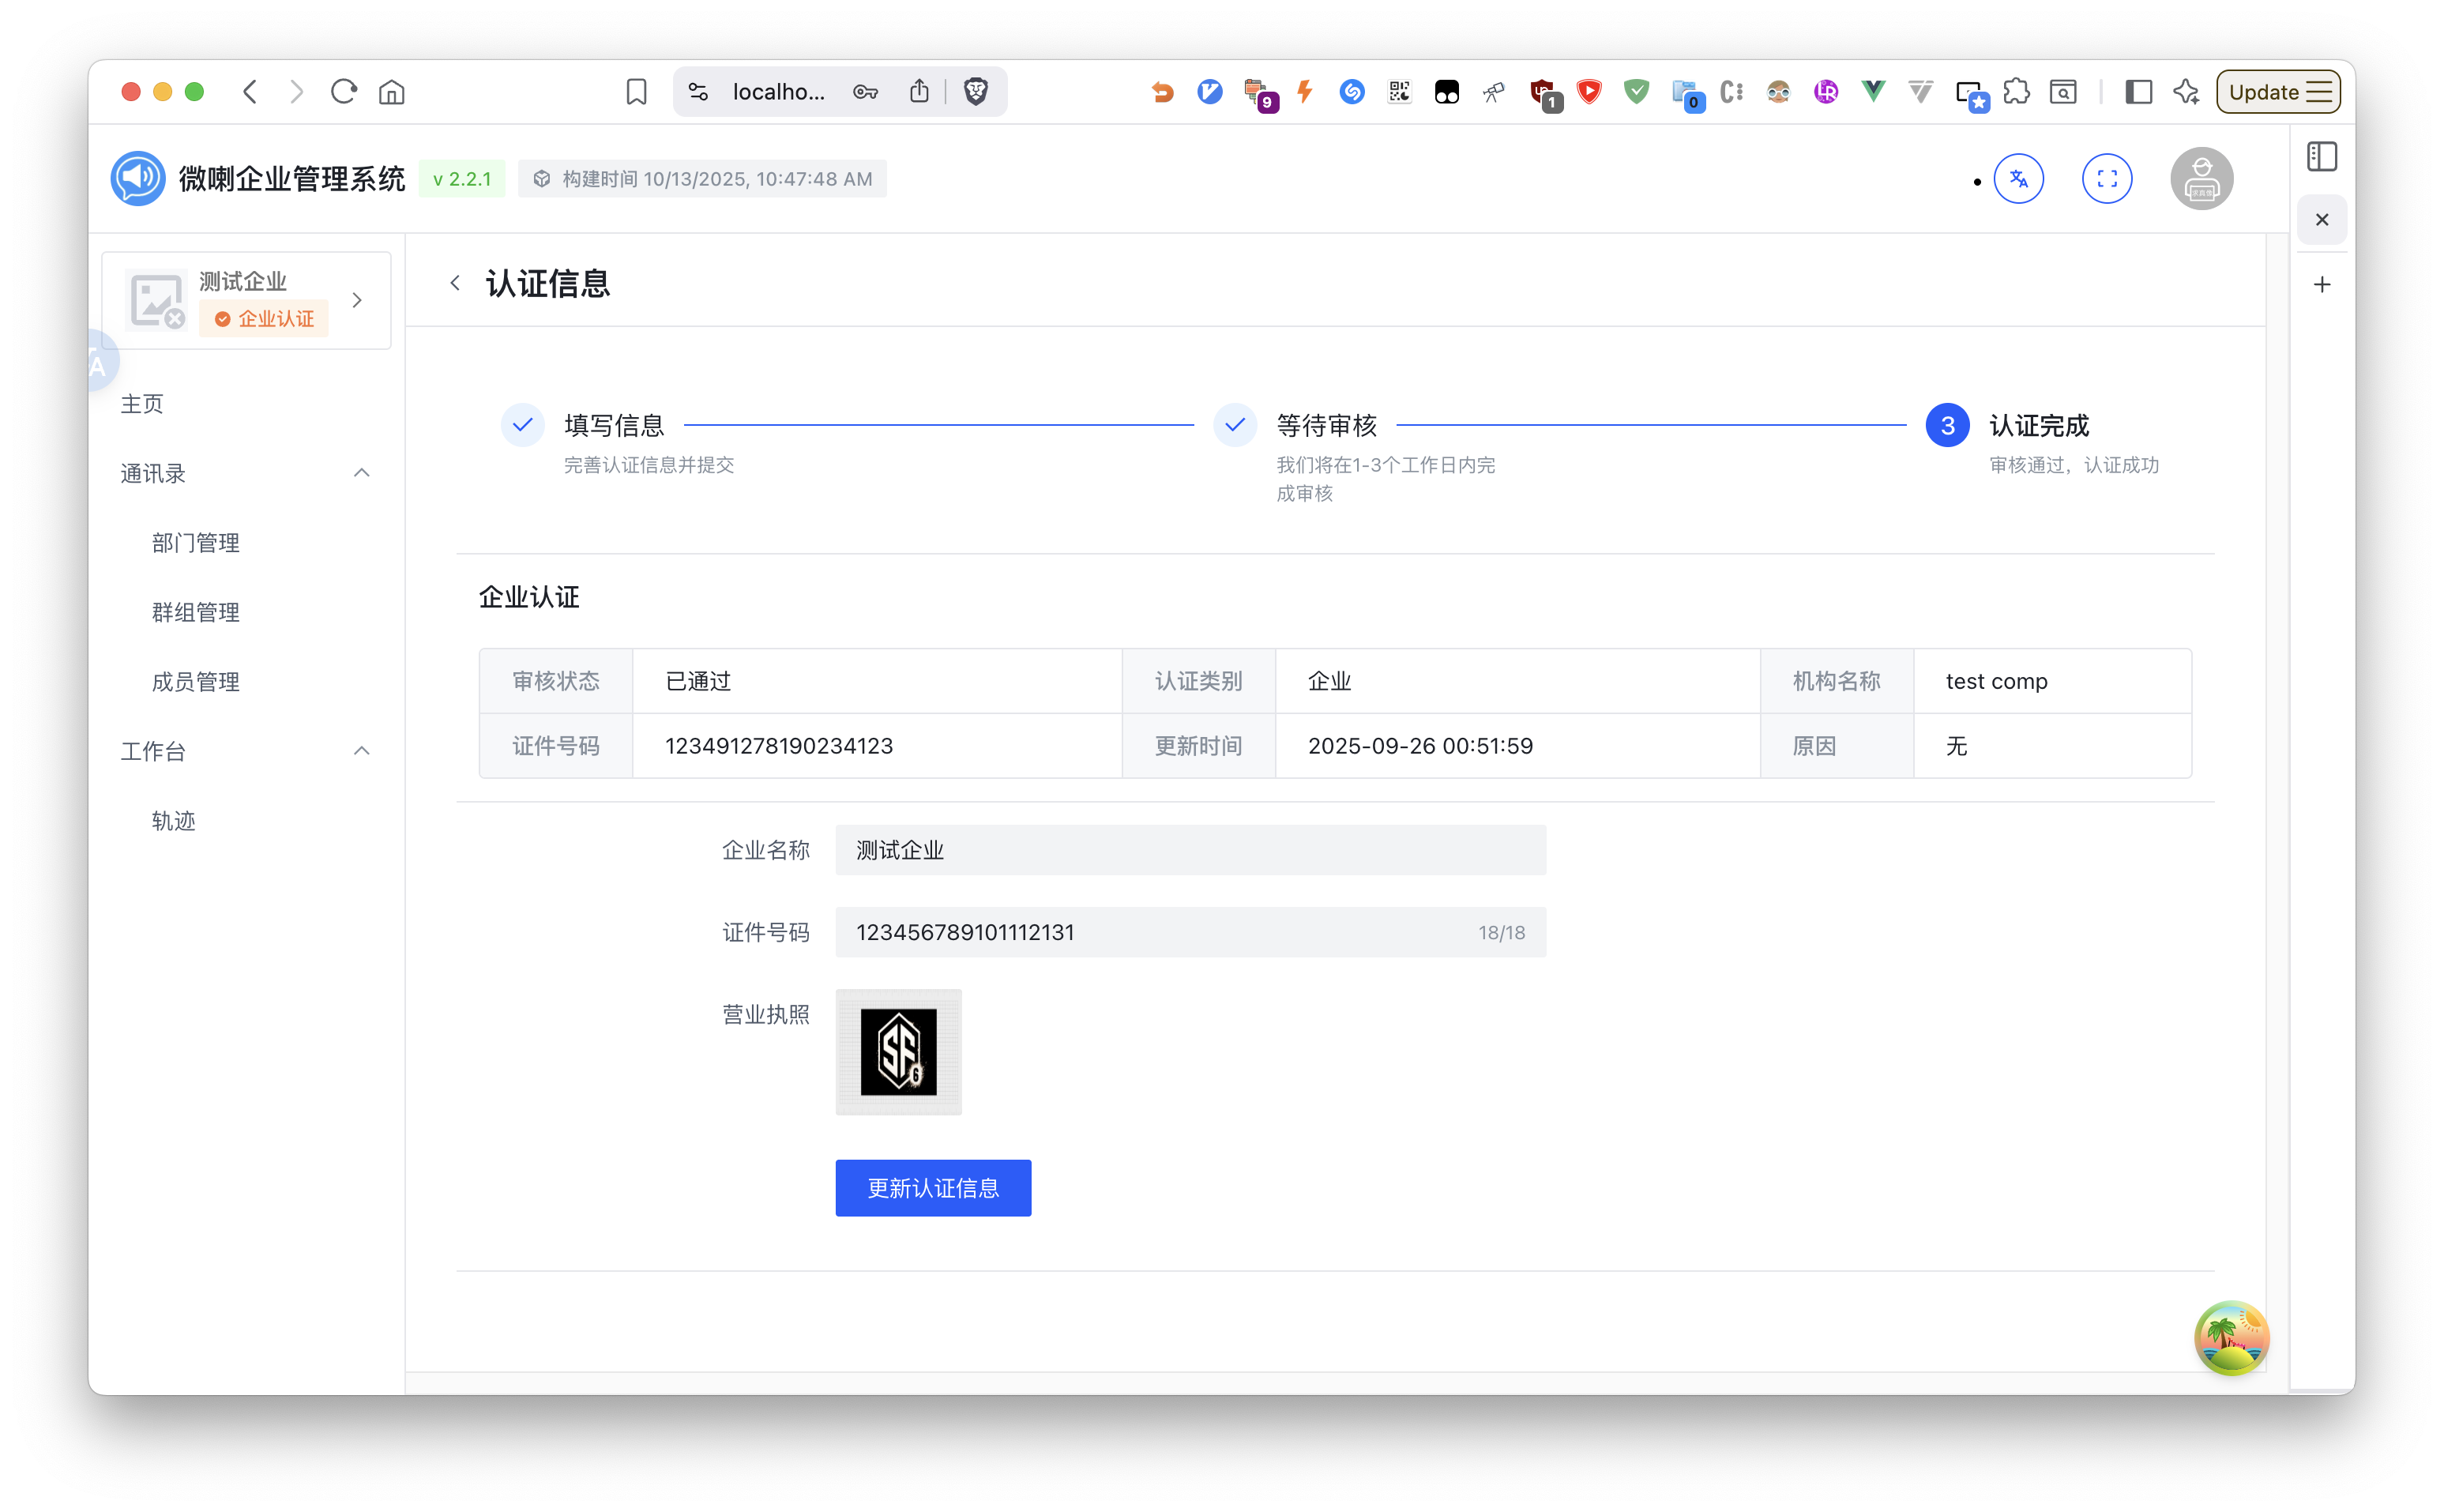 localho...
9
1
0
Update
微喇企业管理系统
v 2.2.1
构建时间 10/13/2025, 10:47:48 AM
测试企业
企业认证
主页
通讯录
部门管理
群组管理
成员管理
工作台
轨迹
认证信息
填写信息
完善认证信息并提交
等待审核
我们将在1-3个工作日内完
成审核
3
认证完成
审核通过，认证成功
企业认证
审核状态 已通过 认证类别 企业 机构名称 test comp
证件号码 123491278190234123 更新时间 2025-09-26 00:51:59 原因 无
企业名称 测试企业
证件号码 123456789101112131 18/18
营业执照
SF
6
更新认证信息